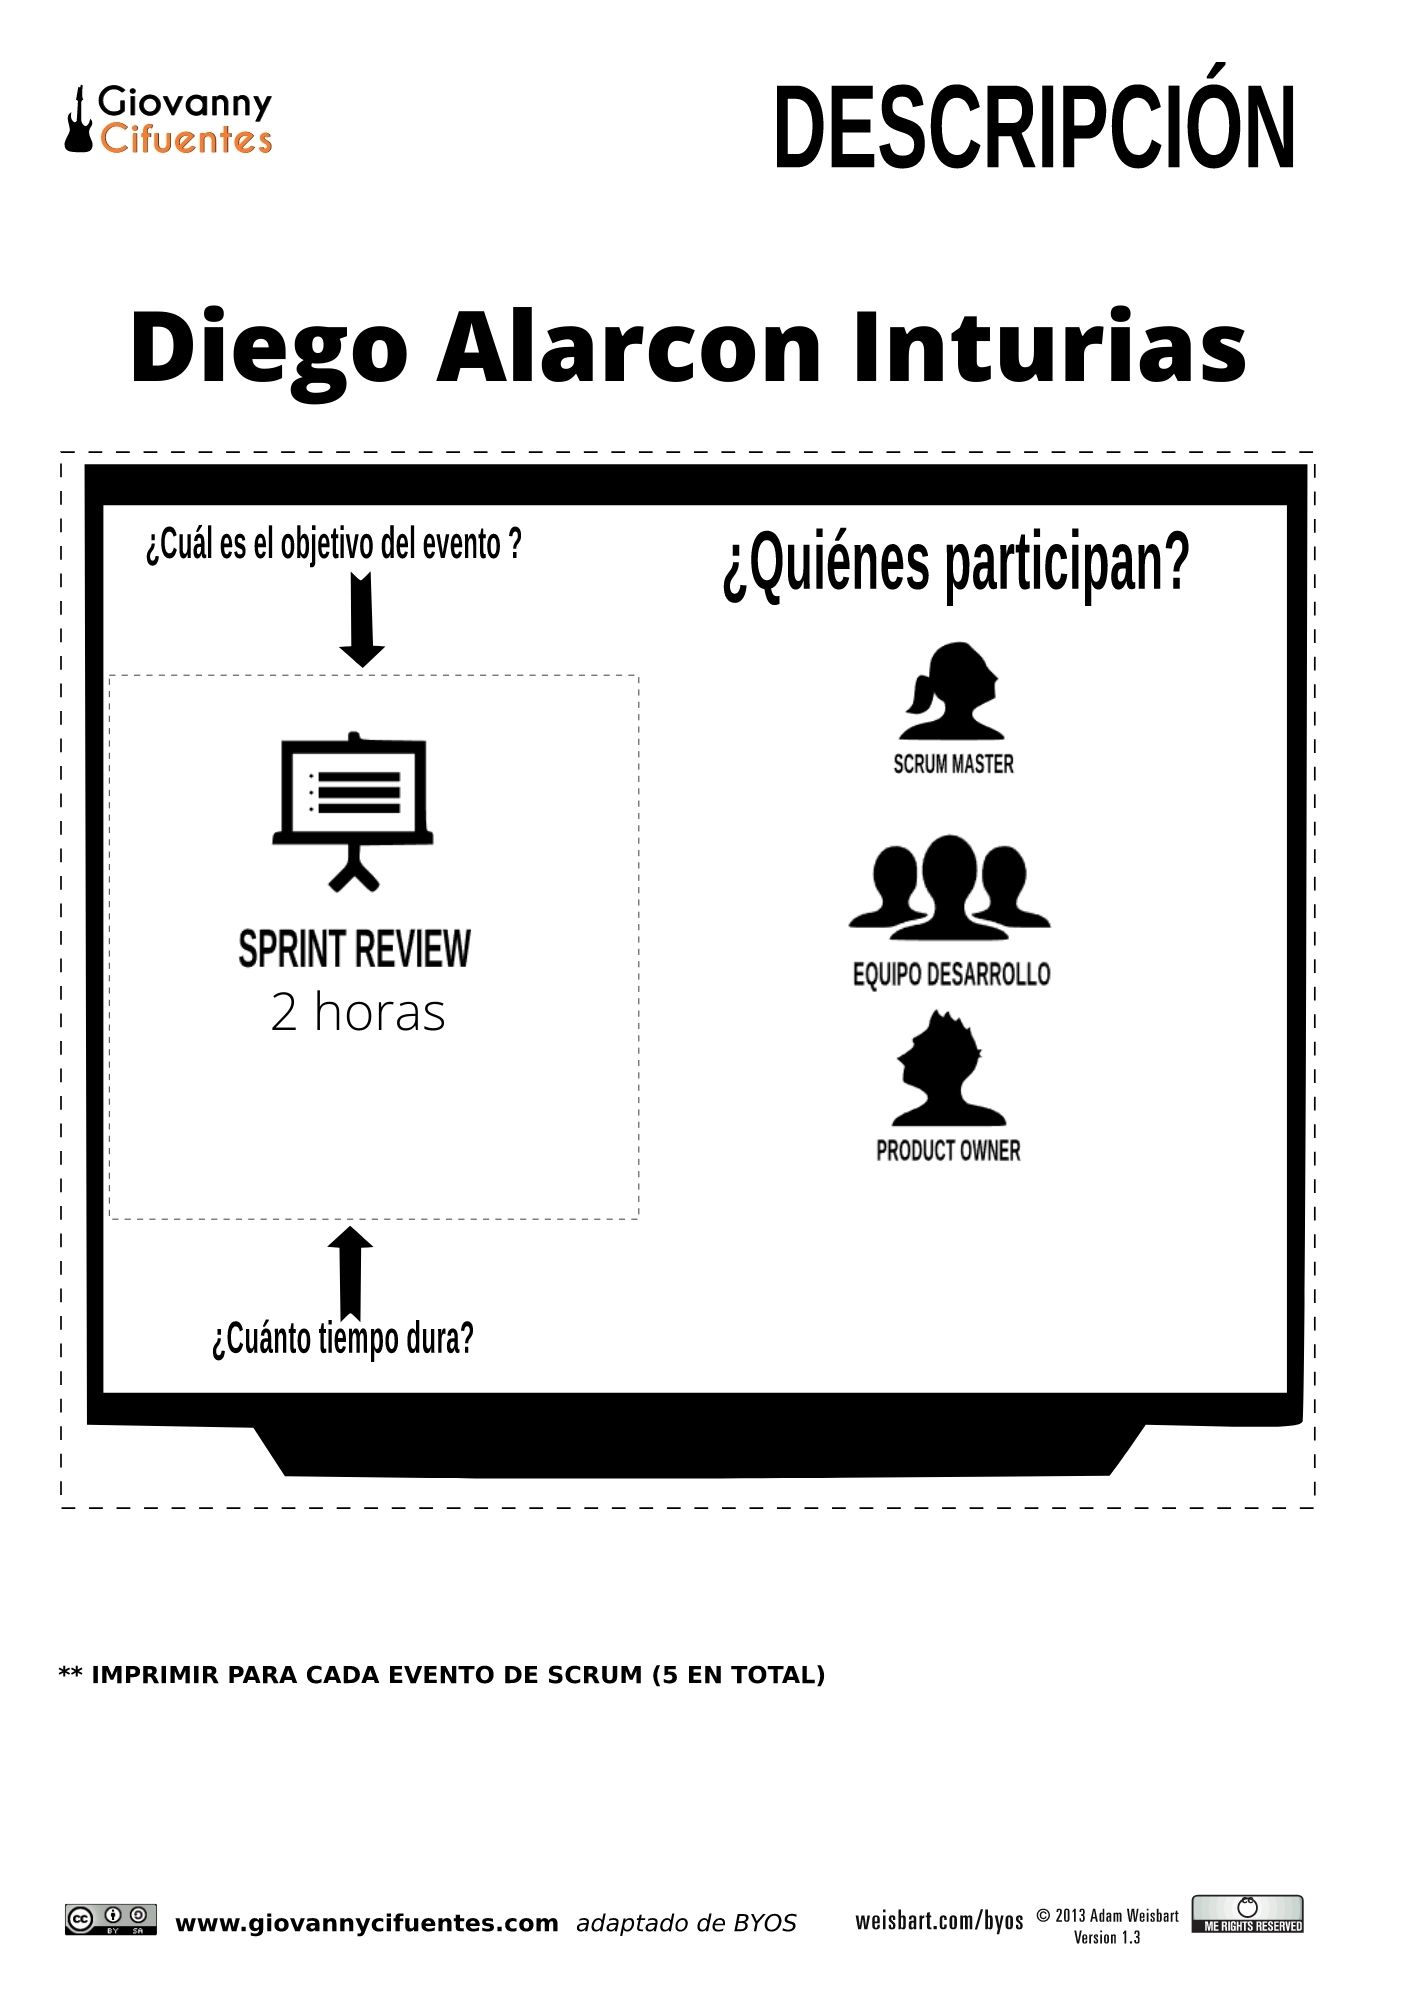 Giovanny
Cifuentes
DESCRIPCIÓN
Diego Alarcon Inturias
¿Cuál es el objetivo del evento ?
SPRINT REVIEW
2 horas
¿Cuánto tiempo dura?
¿Quiénes participan?
SCRUM MASTER
EQUIPO DESARROLLO
PRODUCT OWNER
** IMPRIMIR PARA CADA EVENTO DE SCRUM (5 EN TOTAL)
cc BY SA
www.giovannycifuentes.com adaptado de BYOS
weisbart.com/byos
© 2013 Adam Weisbart
Version 1.3
CC
ME RIGHTS RESERVED